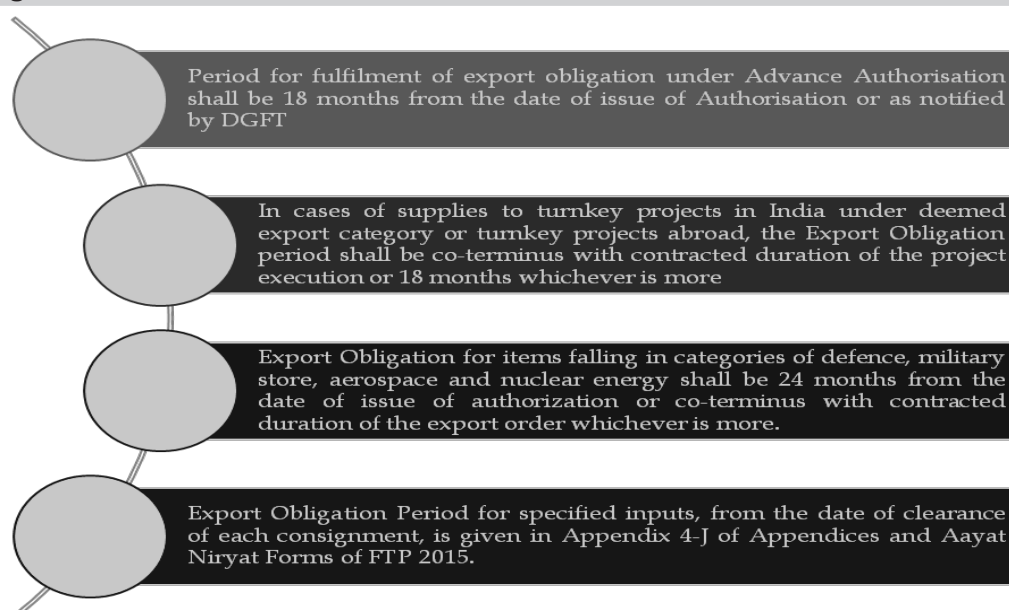 Period for fulfilment of export obligation under Advance Authorisation
shall be 18 months from the date of issue of Authorisation or as notified
by DGFT
In cases of supplies to turnkey projects in India under deemed
export category or turnkey projects abroad, the Export Obligation
period shall be co-terminus with contracted duration of the project
execution or 18 months whichever is more
Export Obligation for items falling in categories of defence, military
store, aerospace and nuclear energy shall be 24 months from the
date of issue of authorization or co-terminus with contracted
duration of the export order whichever is more.
Export Obligation Period for specified inputs, from the date of clearance
of each consignment, is given in Appendix 4-J of Appendices and Aayat
Niryat Forms of FTP 2015.